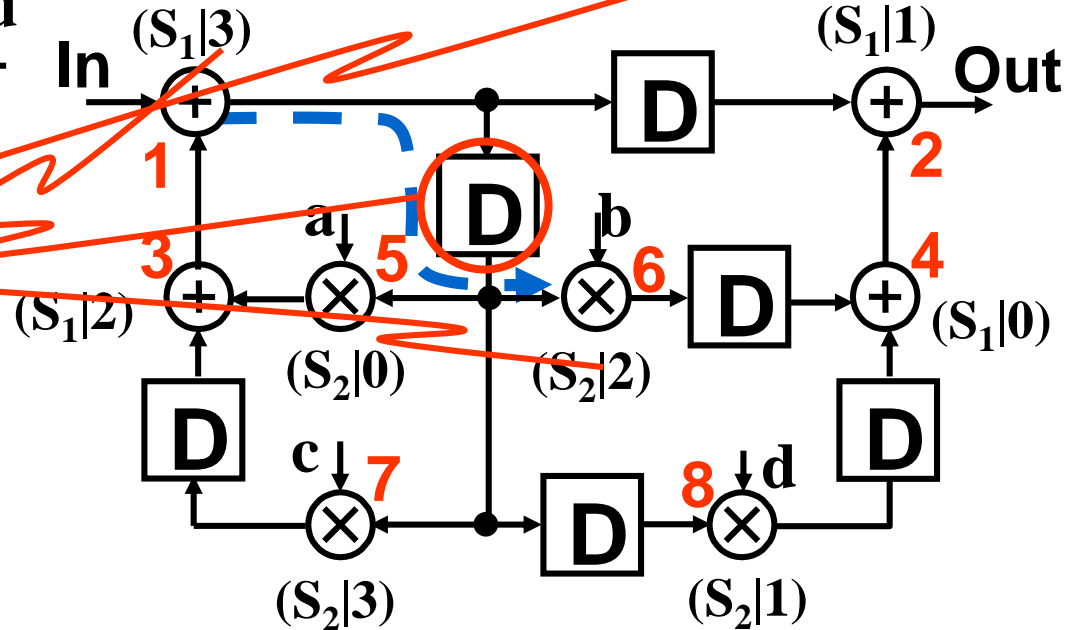 (S₁|3)
(S₁|1)
In
+
D
+
Out
1
2
D
a
b
3
5
6
4
+
×
×
D
+
(S₁|2)
(S₂|0)
(S₂|2)
(S₁|0)
D
c
7
8
d
D
×
D
×
(S₂|3)
(S₂|1)